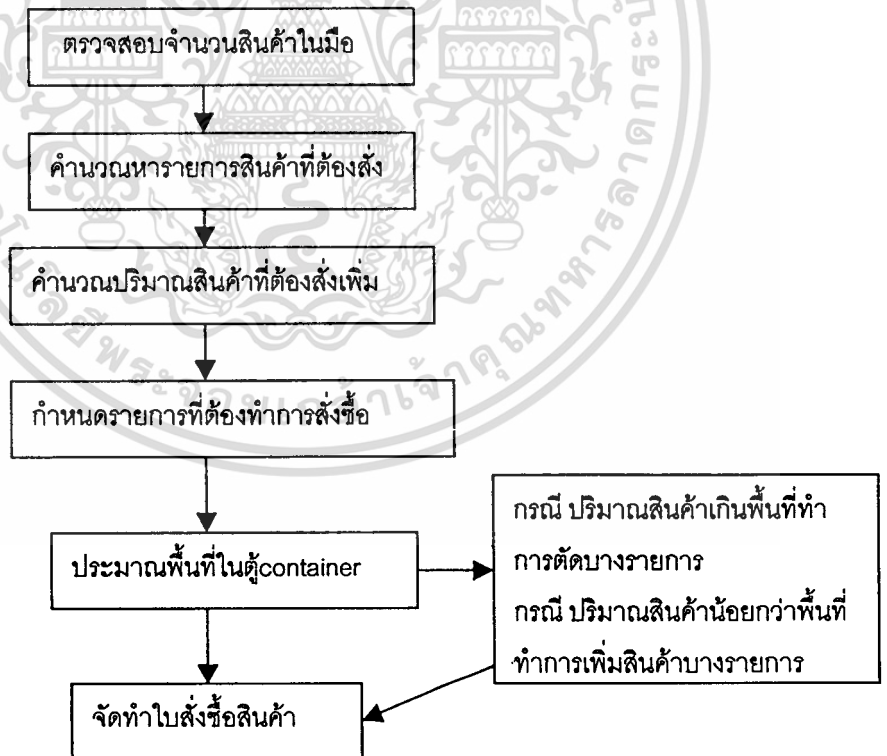 ตรวจสอบจำนวนสินค้าในมือ
คำนวณหารายการสินค้าที่ต้องสั่ง
คำนวณปริมาณสินค้าที่ต้องสั่งเพิ่ม
กำหนดรายการที่ต้องทำการสั่งซื้อ
ประมาณพื้นที่ในตู้container
กรณี ปริมาณสินค้าเกินพื้นที่ทำ
การตัดบางรายการ
กรณี ปริมาณสินค้าน้อยกว่าพื้นที่
ทำการเพิ่มสินค้าบางรายการ
จัดทำใบสั่งซื้อสินค้า